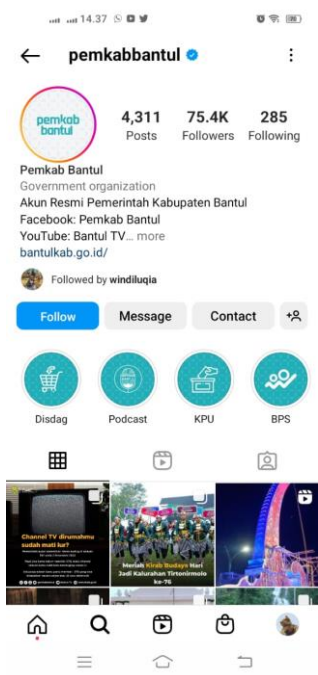 14.37
pemkabbantul
pemkab
bantul
4,311
Posts
75.4K
Followers
285
Following
Pemkab Bantul
Government organization
Akun Resmi Pemerintah Kabupaten Bantul
Facebook: Pemkab Bantul
YouTube: Bantul TV... more
bantulkab.go.id/
Followed by windiluqia
Follow
Message
Contact
Disdag
Podcast
KPU
BPS
Channel TV dirumahmu
sudah mati lur?
Meriah Kirab Budaya Hari
Jadi Kalurahan Tirtonirmolo
ke-76